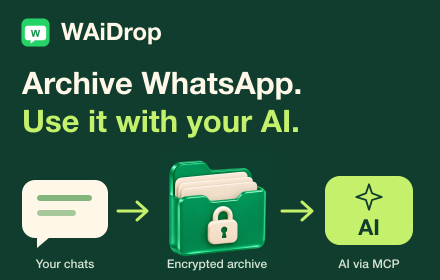 W
WAiDrop
Archive WhatsApp.
Use it with your AI.
AI
Your chats
Encrypted archive
AI via MCP